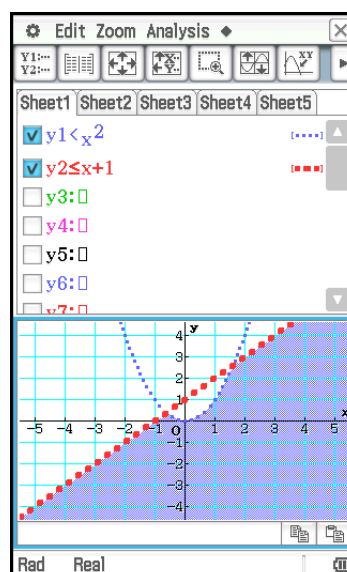 Edit Zoom Analysis ◆
Y1:--- Y2:---
XY
Sheet1 Sheet2 Sheet3 Sheet4 Sheet5
y1<x²
y2≤x+1
y3:▯
y4:▯
y5:▯
y6:▯
y7:▯
y
4
3
2
1
x
-5 -4 -3 -2 -1 O 1 2 3 4 5
-1
-2
-3
-4
Rad Real